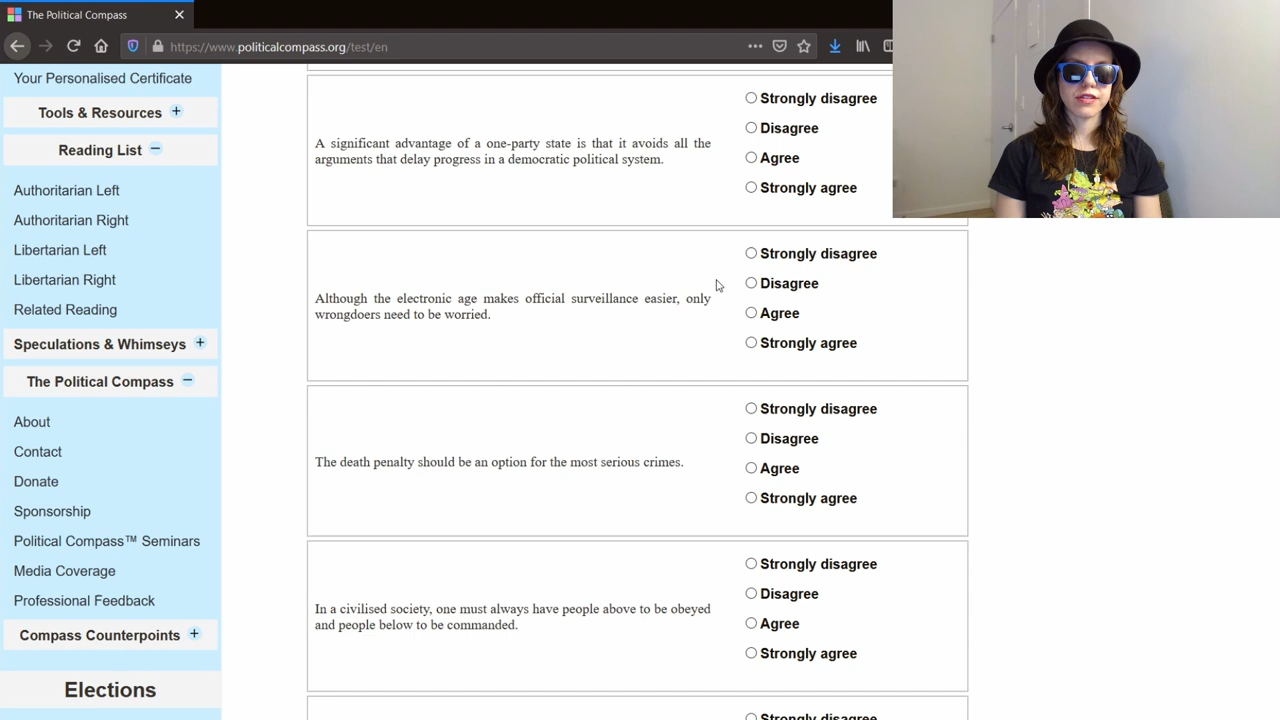 The Political Compass
https://www.politicalcompass.org/test/en
Your Personalised Certificate
Tools & Resources +
Reading List −
Authoritarian Left
Authoritarian Right
Libertarian Left
Libertarian Right
Related Reading
Speculations & Whimseys +
The Political Compass −
About
Contact
Donate
Sponsorship
Political Compass™ Seminars
Media Coverage
Professional Feedback
Compass Counterpoints +
Elections
A significant advantage of a one-party state is that it avoids all the
arguments that delay progress in a democratic political system.
Strongly disagree
Disagree
Agree
Strongly agree
Although the electronic age makes official surveillance easier, only
wrongdoers need to be worried.
Strongly disagree
Disagree
Agree
Strongly agree
The death penalty should be an option for the most serious crimes.
Strongly disagree
Disagree
Agree
Strongly agree
In a civilised society, one must always have people above to be obeyed
and people below to be commanded.
Strongly disagree
Disagree
Agree
Strongly agree
Strongly disagree